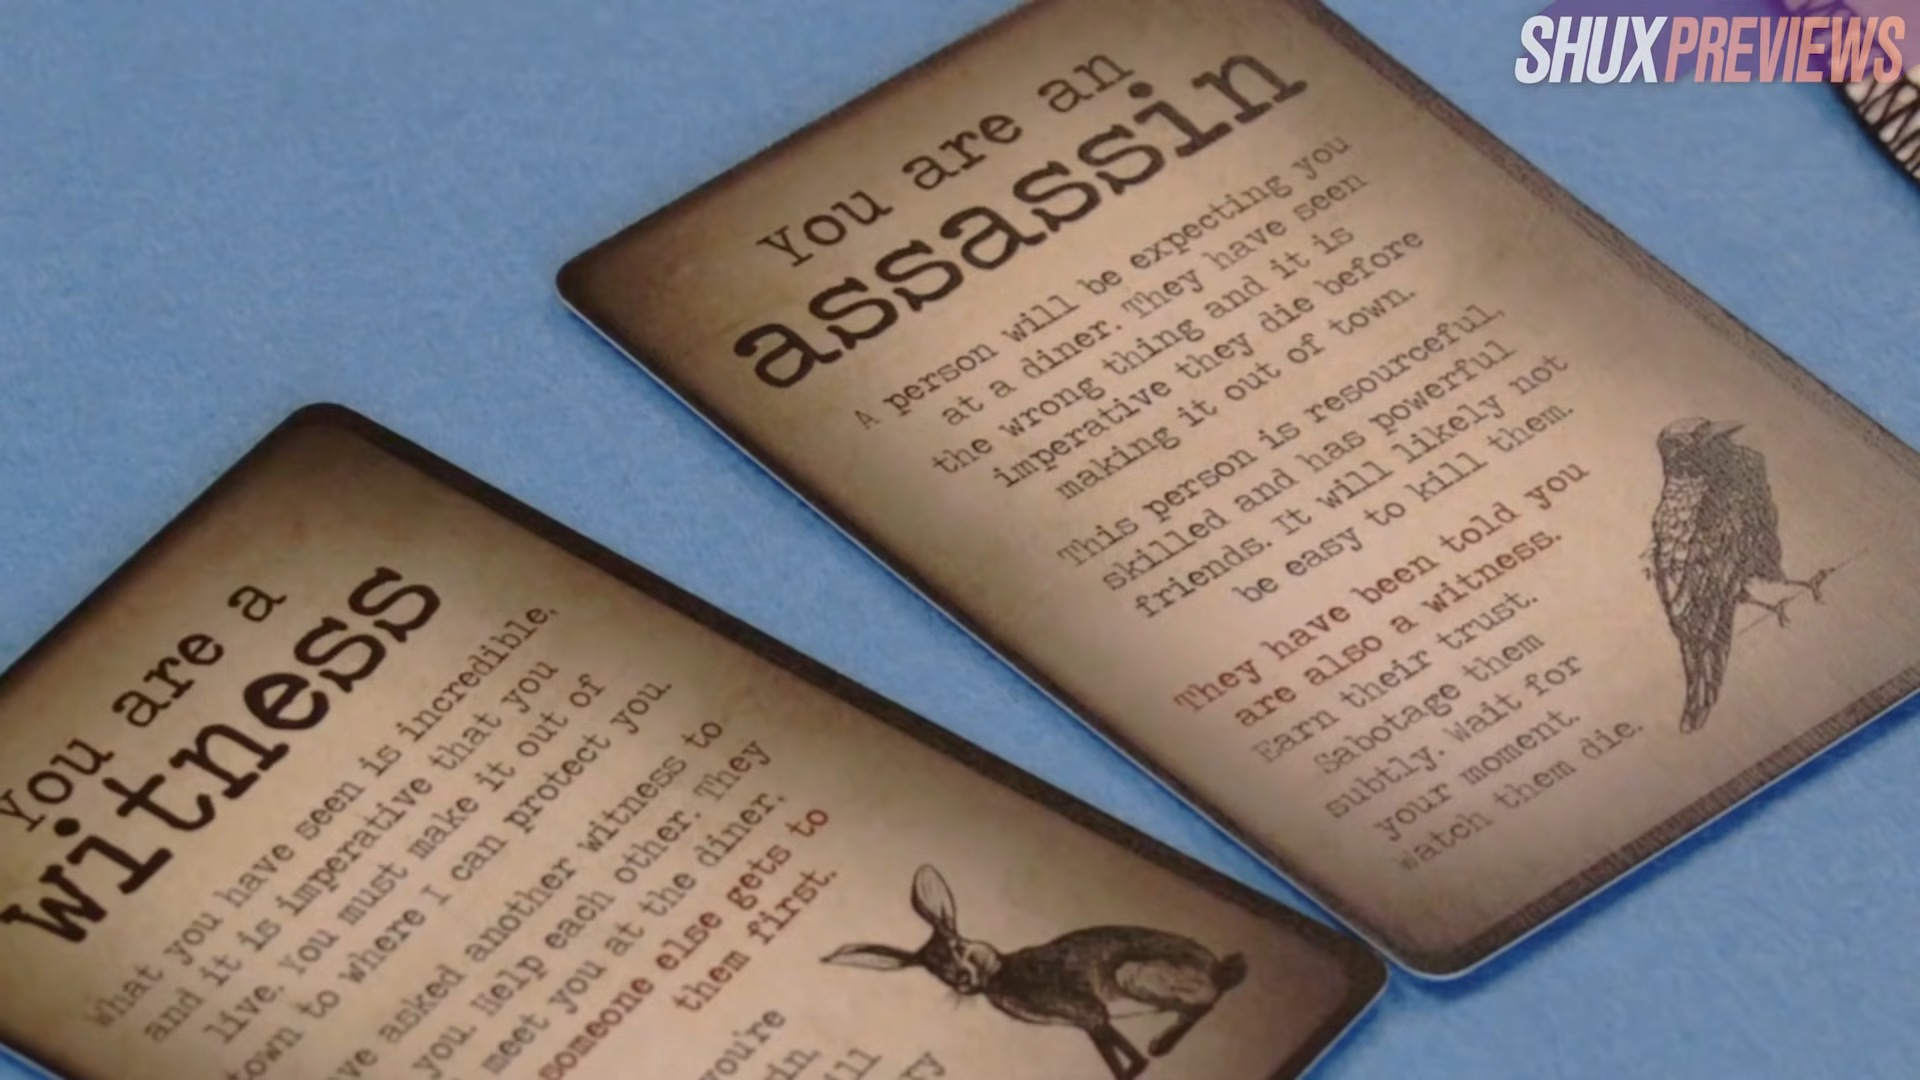 SHUXPREVIEWS
You are an
assassin
A person will be expecting you
at a diner. They have seen
the wrong thing and it is
imperative they die before
making it out of town.
This person is resourceful,
skilled and has powerful
friends. It will likely not
be easy to kill them.
They have been told you
are also a witness.
Earn their trust.
Sabotage them
subtly. Wait for
your moment.
Watch them die.
You are a
witness
What you have seen is incredible,
and it is imperative that you
live. You must make it out of
town to where I can protect you.
ve asked another witness to
you. Help each other. They
meet you at the diner.
someone else gets to
them first.
you're